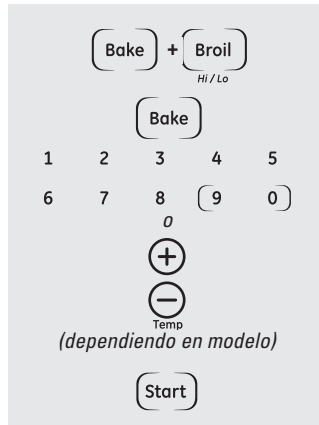 Bake + Broil
Hi / Lo
Bake
1 2 3 4 5
6 7 8 9 0
o
+
−
Temp
(dependiendo en modelo)
Start